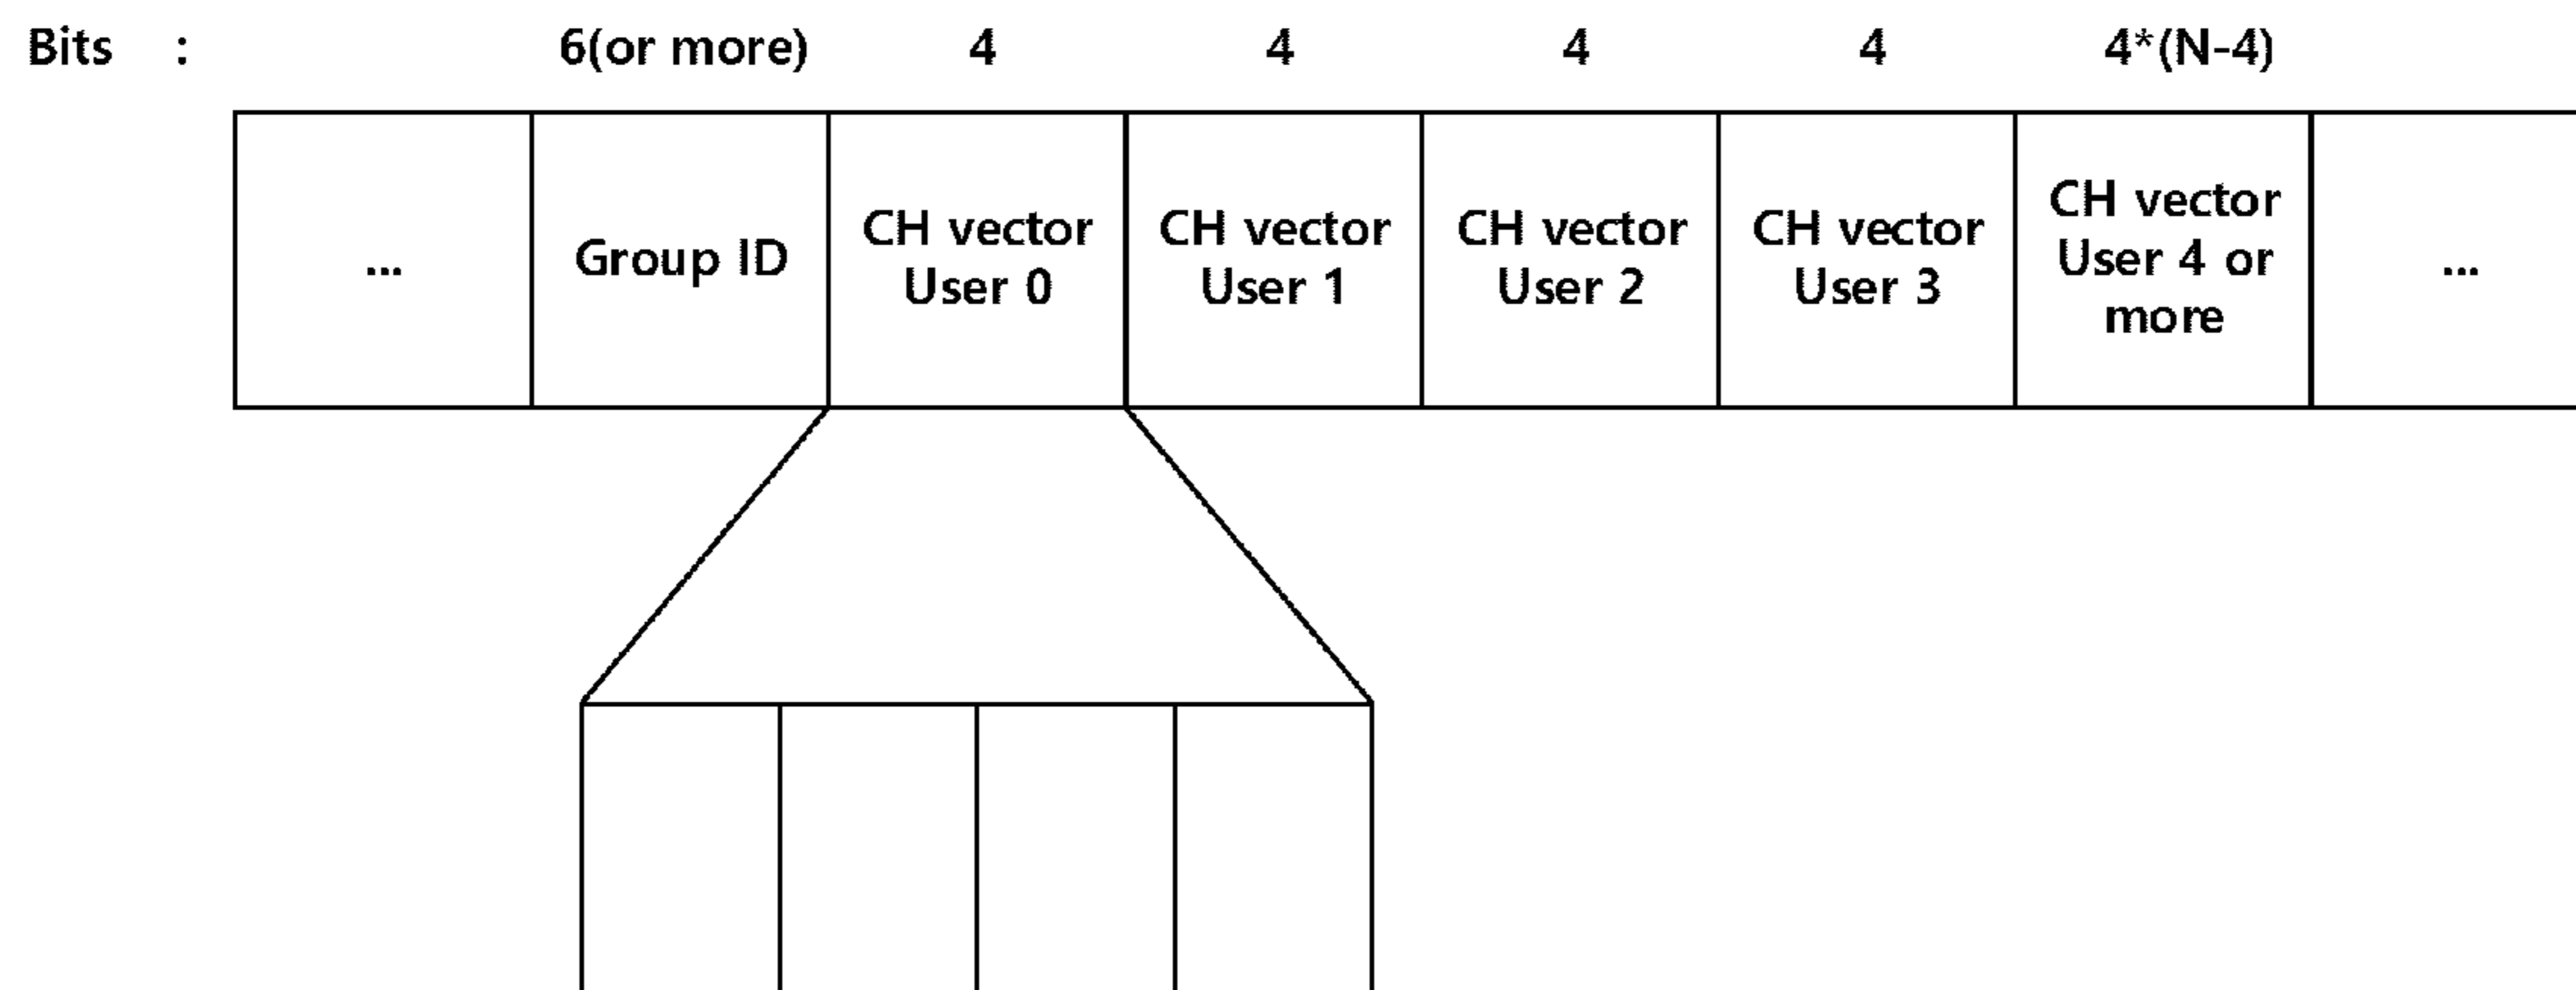 Bits : 6(or more) 4 4 4 4 4*(N-4)
... Group ID CH vector User 0 CH vector User 1 CH vector User 2 CH vector User 3 CH vector User 4 or more ...